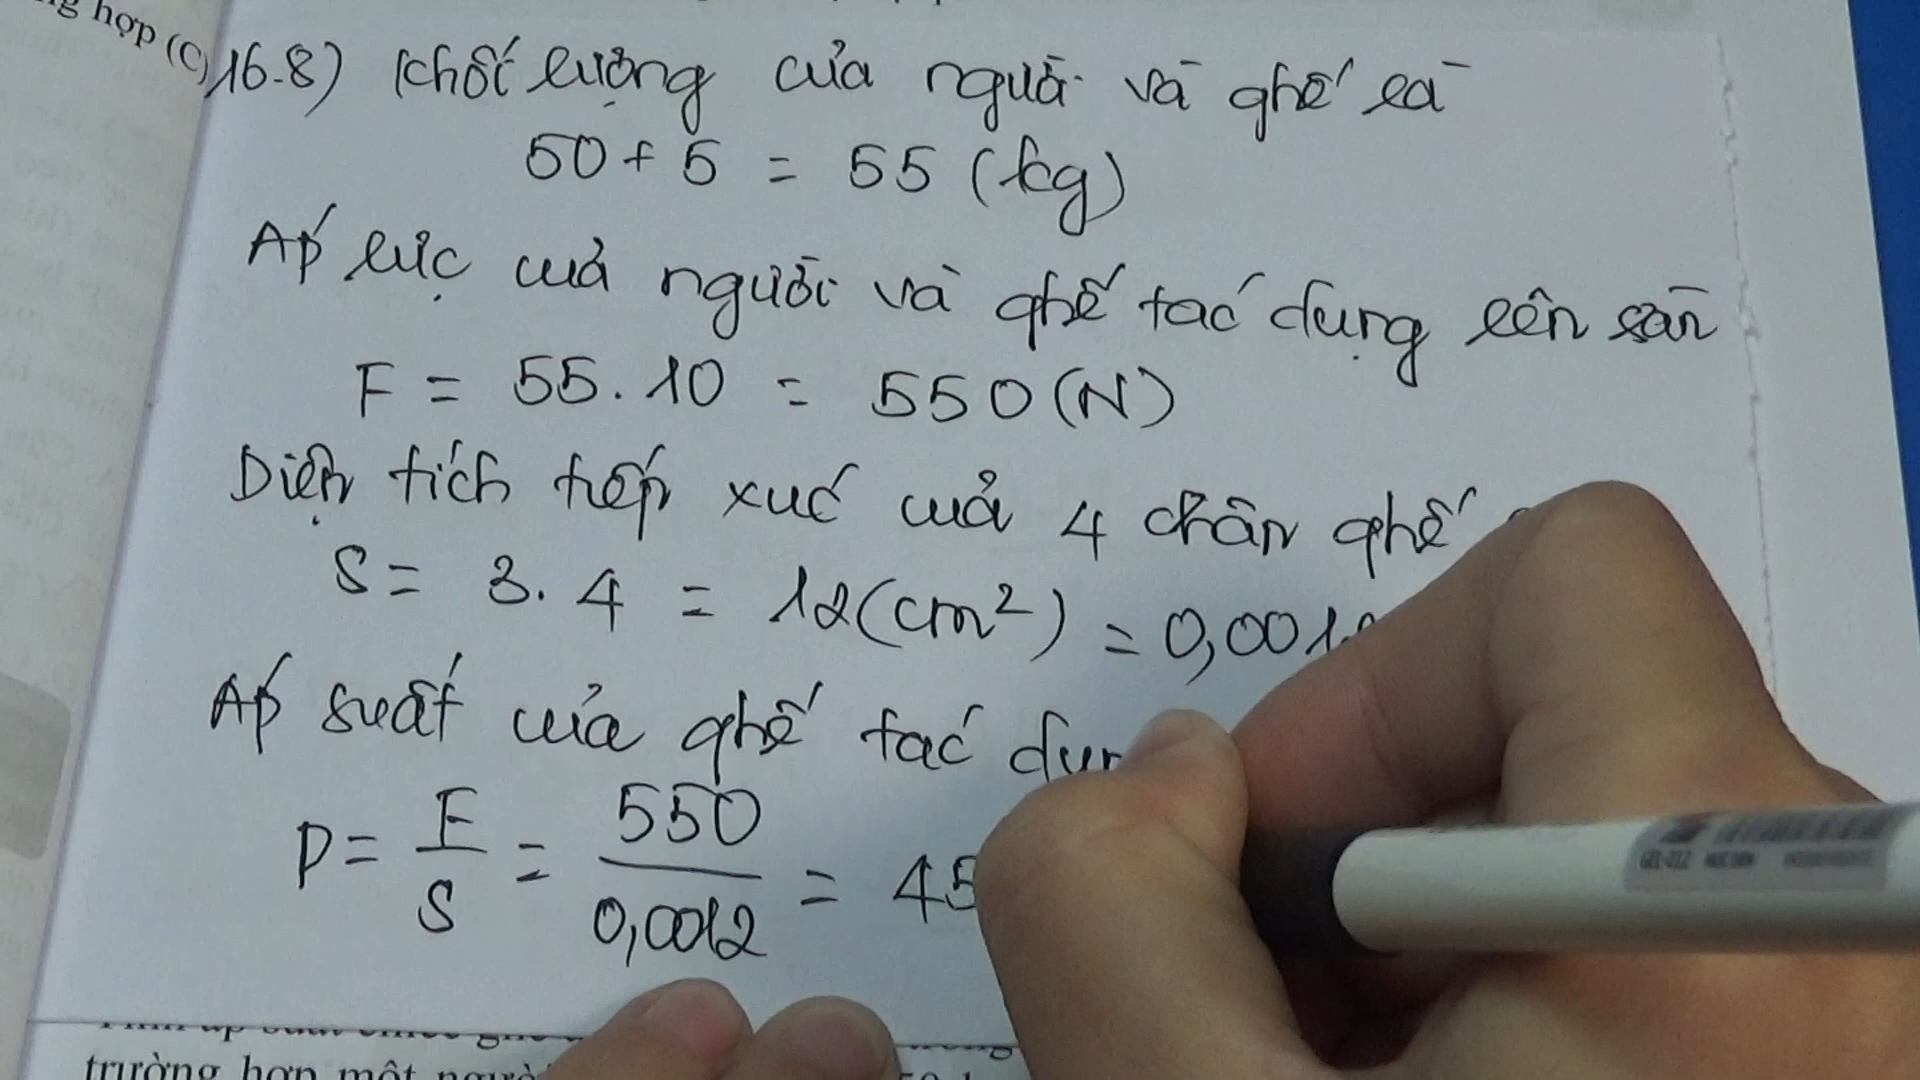 hợp (C)
16.8) Khối lượng của người và ghế là
50 + 5 = 55 (kg)
Áp lực của người và ghế tác dụng lên sàn
F = 55.10 = 550 (N)
Diện tích tiếp xúc của 4 chân ghế
S = 3.4 = 12 (cm²) = 0,001
Áp suất của ghế tác
P = F/S = 550/0,0012 = 45
trường hợp một